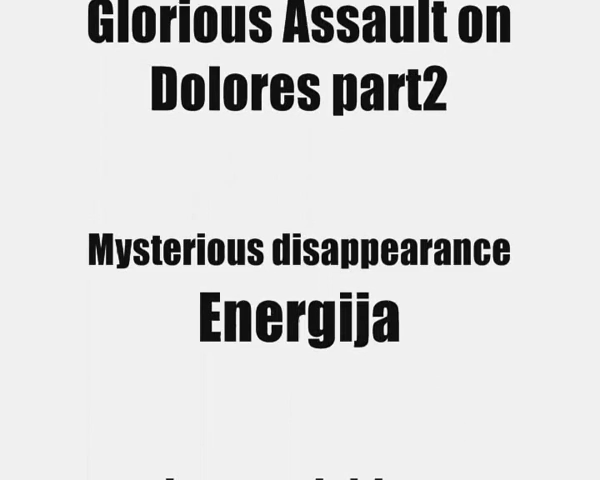 Glorious Assault on
Dolores part2
Mysterious disappearance
Energija